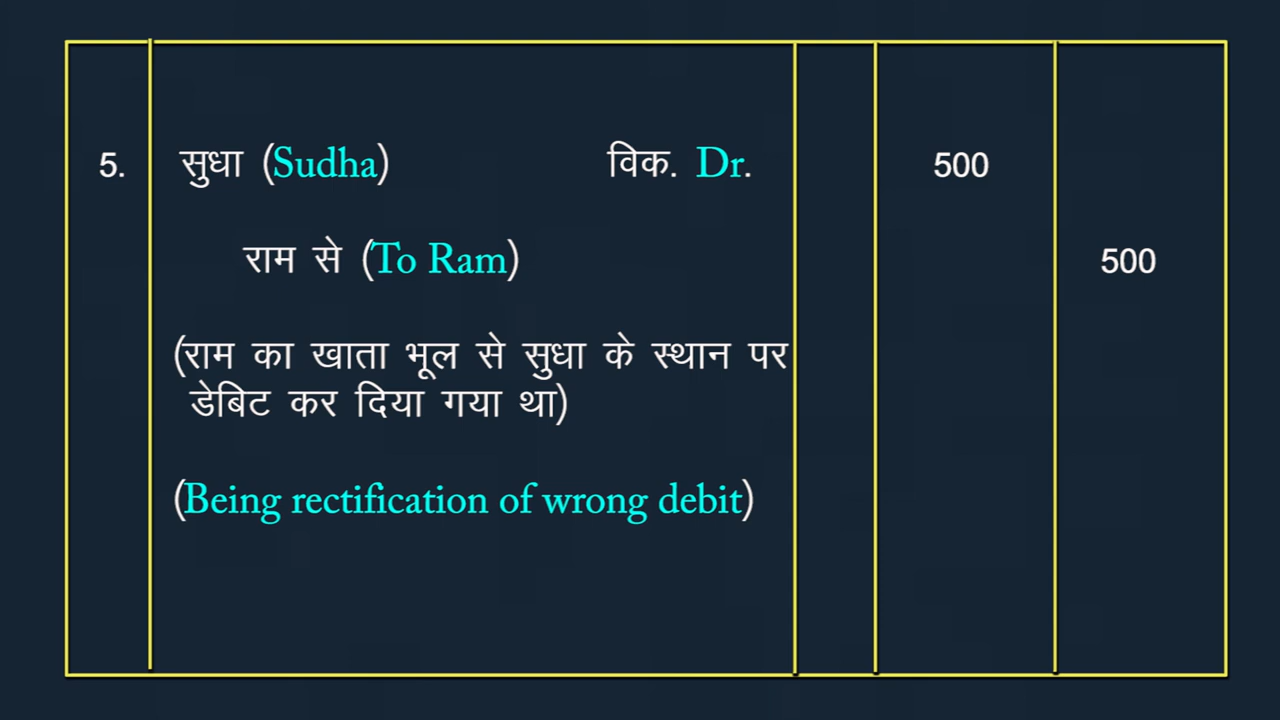 5. सुधा (Sudha) विक. Dr. 500
राम से (To Ram) 500
(राम का खाता भूल से सुधा के स्थान पर
डेबिट कर दिया गया था)
(Being rectification of wrong debit)